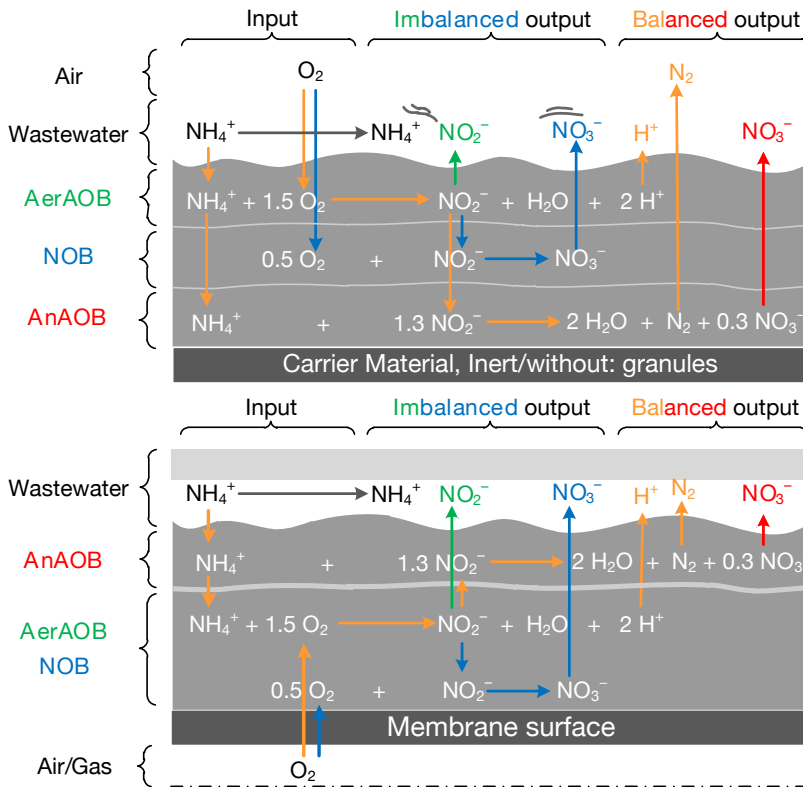 Input Imbalanced output Balanced output
Air O₂ N₂
Wastewater NH₄⁺ NH₄⁺ NO₂⁻ NO₃⁻ H⁺ NO₃⁻
AerAOB NH₄⁺ + 1.5 O₂ NO₂⁻ + H₂O + 2 H⁺
NOB 0.5 O₂ + NO₂⁻ NO₃⁻
AnAOB NH₄⁺ + 1.3 NO₂⁻ 2 H₂O + N₂ + 0.3 NO₃⁻
Carrier Material, Inert/without: granules
Input Imbalanced output Balanced output
Wastewater NH₄⁺ NH₄⁺ NO₂⁻ NO₃⁻ H⁺ N₂ NO₃⁻
AnAOB NH₄⁺ + 1.3 NO₂⁻ 2 H₂O + N₂ + 0.3 NO₃
AerAOB NH₄⁺ + 1.5 O₂ NO₂⁻ + H₂O + 2 H⁺
NOB 0.5 O₂ + NO₂⁻ NO₃⁻
Membrane surface
Air/Gas O₂